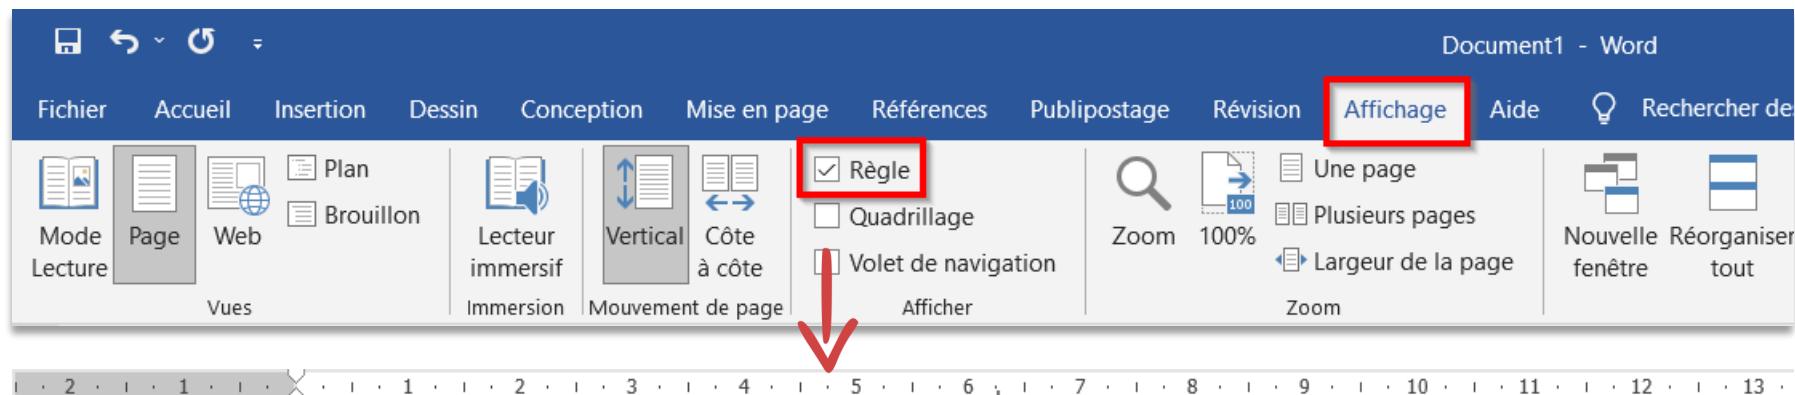 Document1 - Word
Fichier Accueil Insertion Dessin Conception Mise en page Références Publipostage Révision Affichage Aide Rechercher de
Mode Lecture
Page
Web
Plan
Brouillon
Vues
Lecteur immersif
Immersion
Vertical
Côte à côte
Mouvement de page
Règle
Quadrillage
Volet de navigation
Afficher
Zoom
100
100%
Une page
Plusieurs pages
Largeur de la page
Zoom
Nouvelle fenêtre
Réorganiser tout
2 1 1 2 3 4 5 6 7 8 9 10 11 12 13